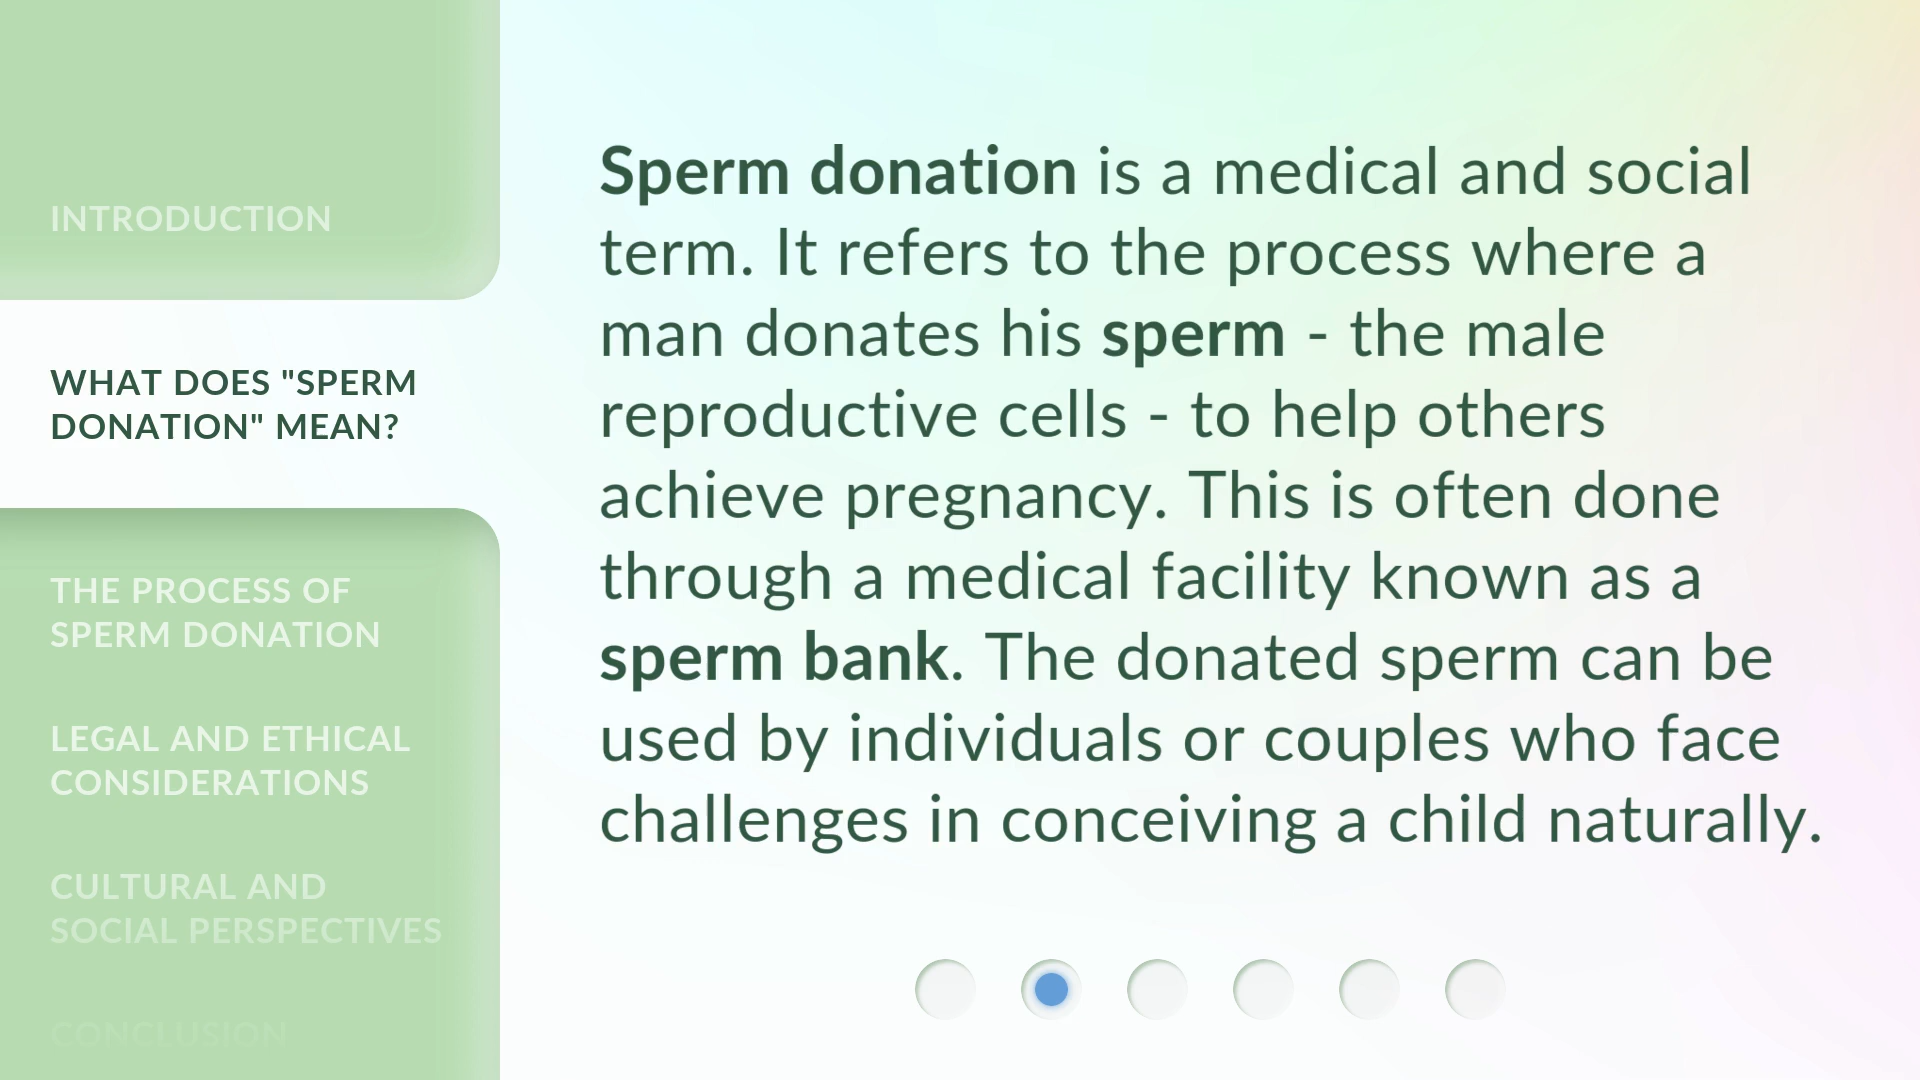 INTRODUCTION
WHAT DOES "SPERM
DONATION" MEAN?
THE PROCESS OF
SPERM DONATION
LEGAL AND ETHICAL
CONSIDERATIONS
CULTURAL AND
SOCIAL PERSPECTIVES
CONCLUSION
Sperm donation is a medical and social
term. It refers to the process where a
man donates his sperm - the male
reproductive cells - to help others
achieve pregnancy. This is often done
through a medical facility known as a
sperm bank. The donated sperm can be
used by individuals or couples who face
challenges in conceiving a child naturally.